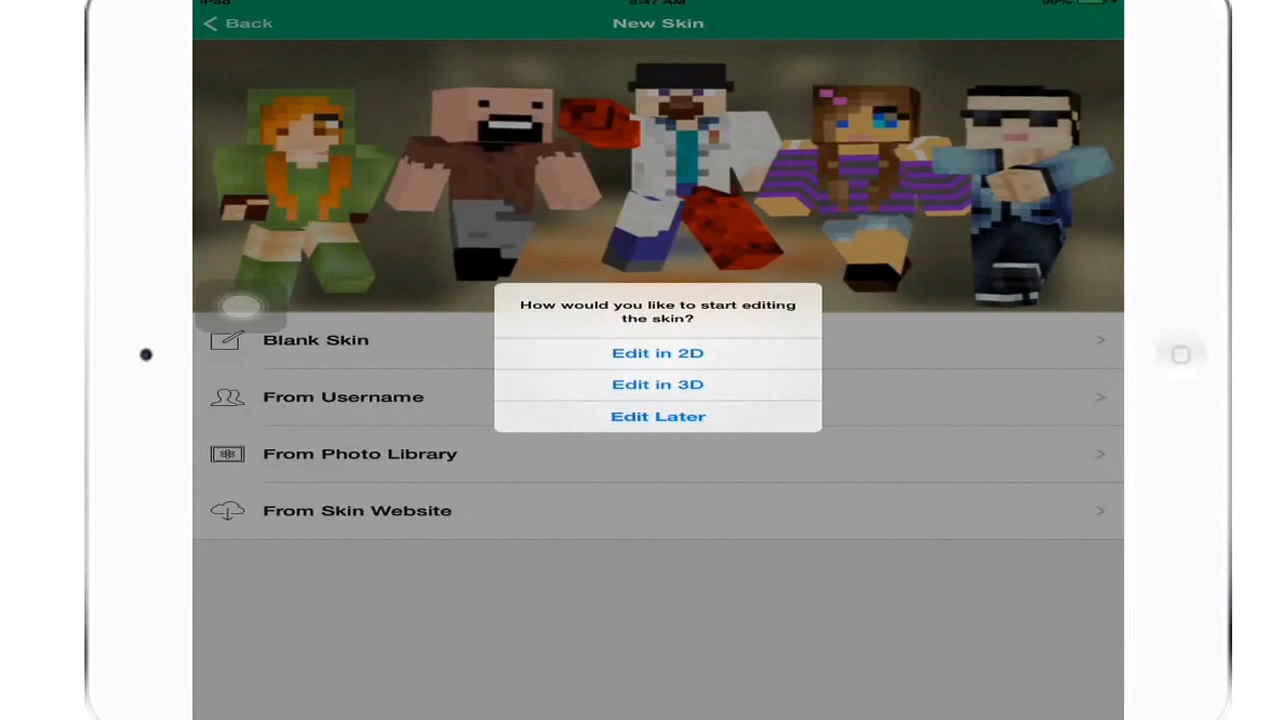 Back
New Skin
How would you like to start editing
the skin?
Edit in 2D
Edit in 3D
Edit Later
Blank Skin
From Username
From Photo Library
From Skin Website